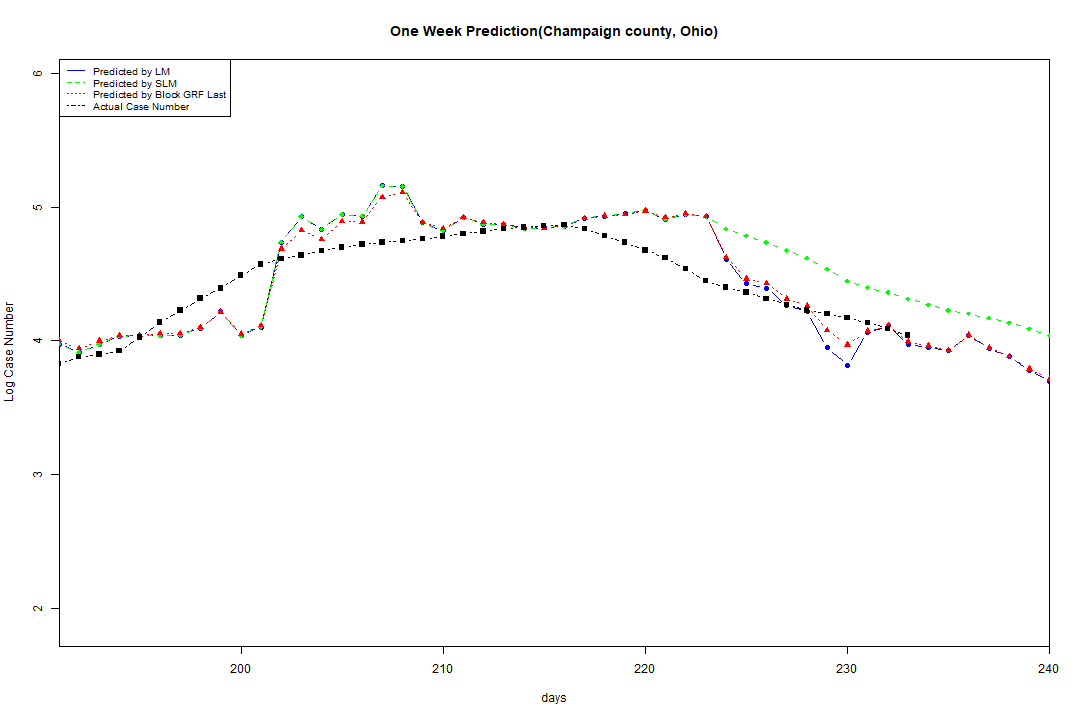 One Week Prediction(Champaign county, Ohio)
Predicted by LM
Predicted by SLM
Predicted by Block GRF Last
Actual Case Number
6
5
4
3
2
Log Case Number
200 210 220 230 240
days